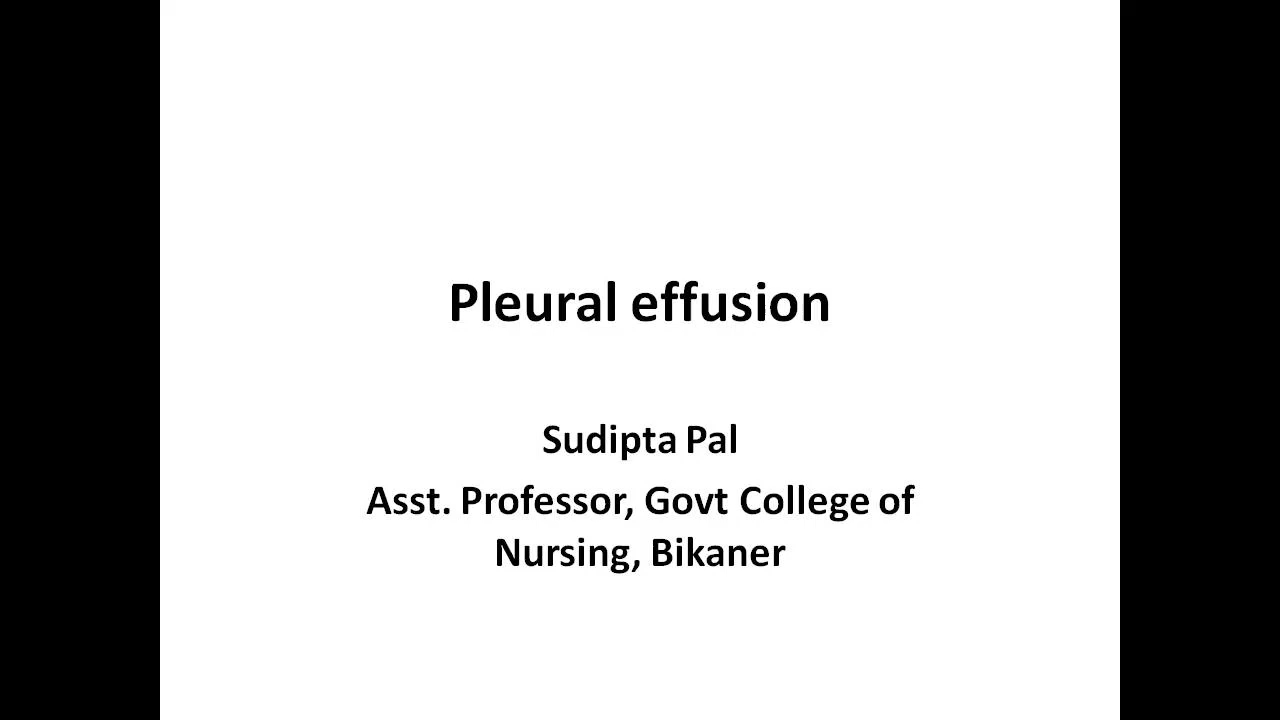 Pleural effusion
Sudipta Pal
Asst. Professor, Govt College of
Nursing, Bikaner